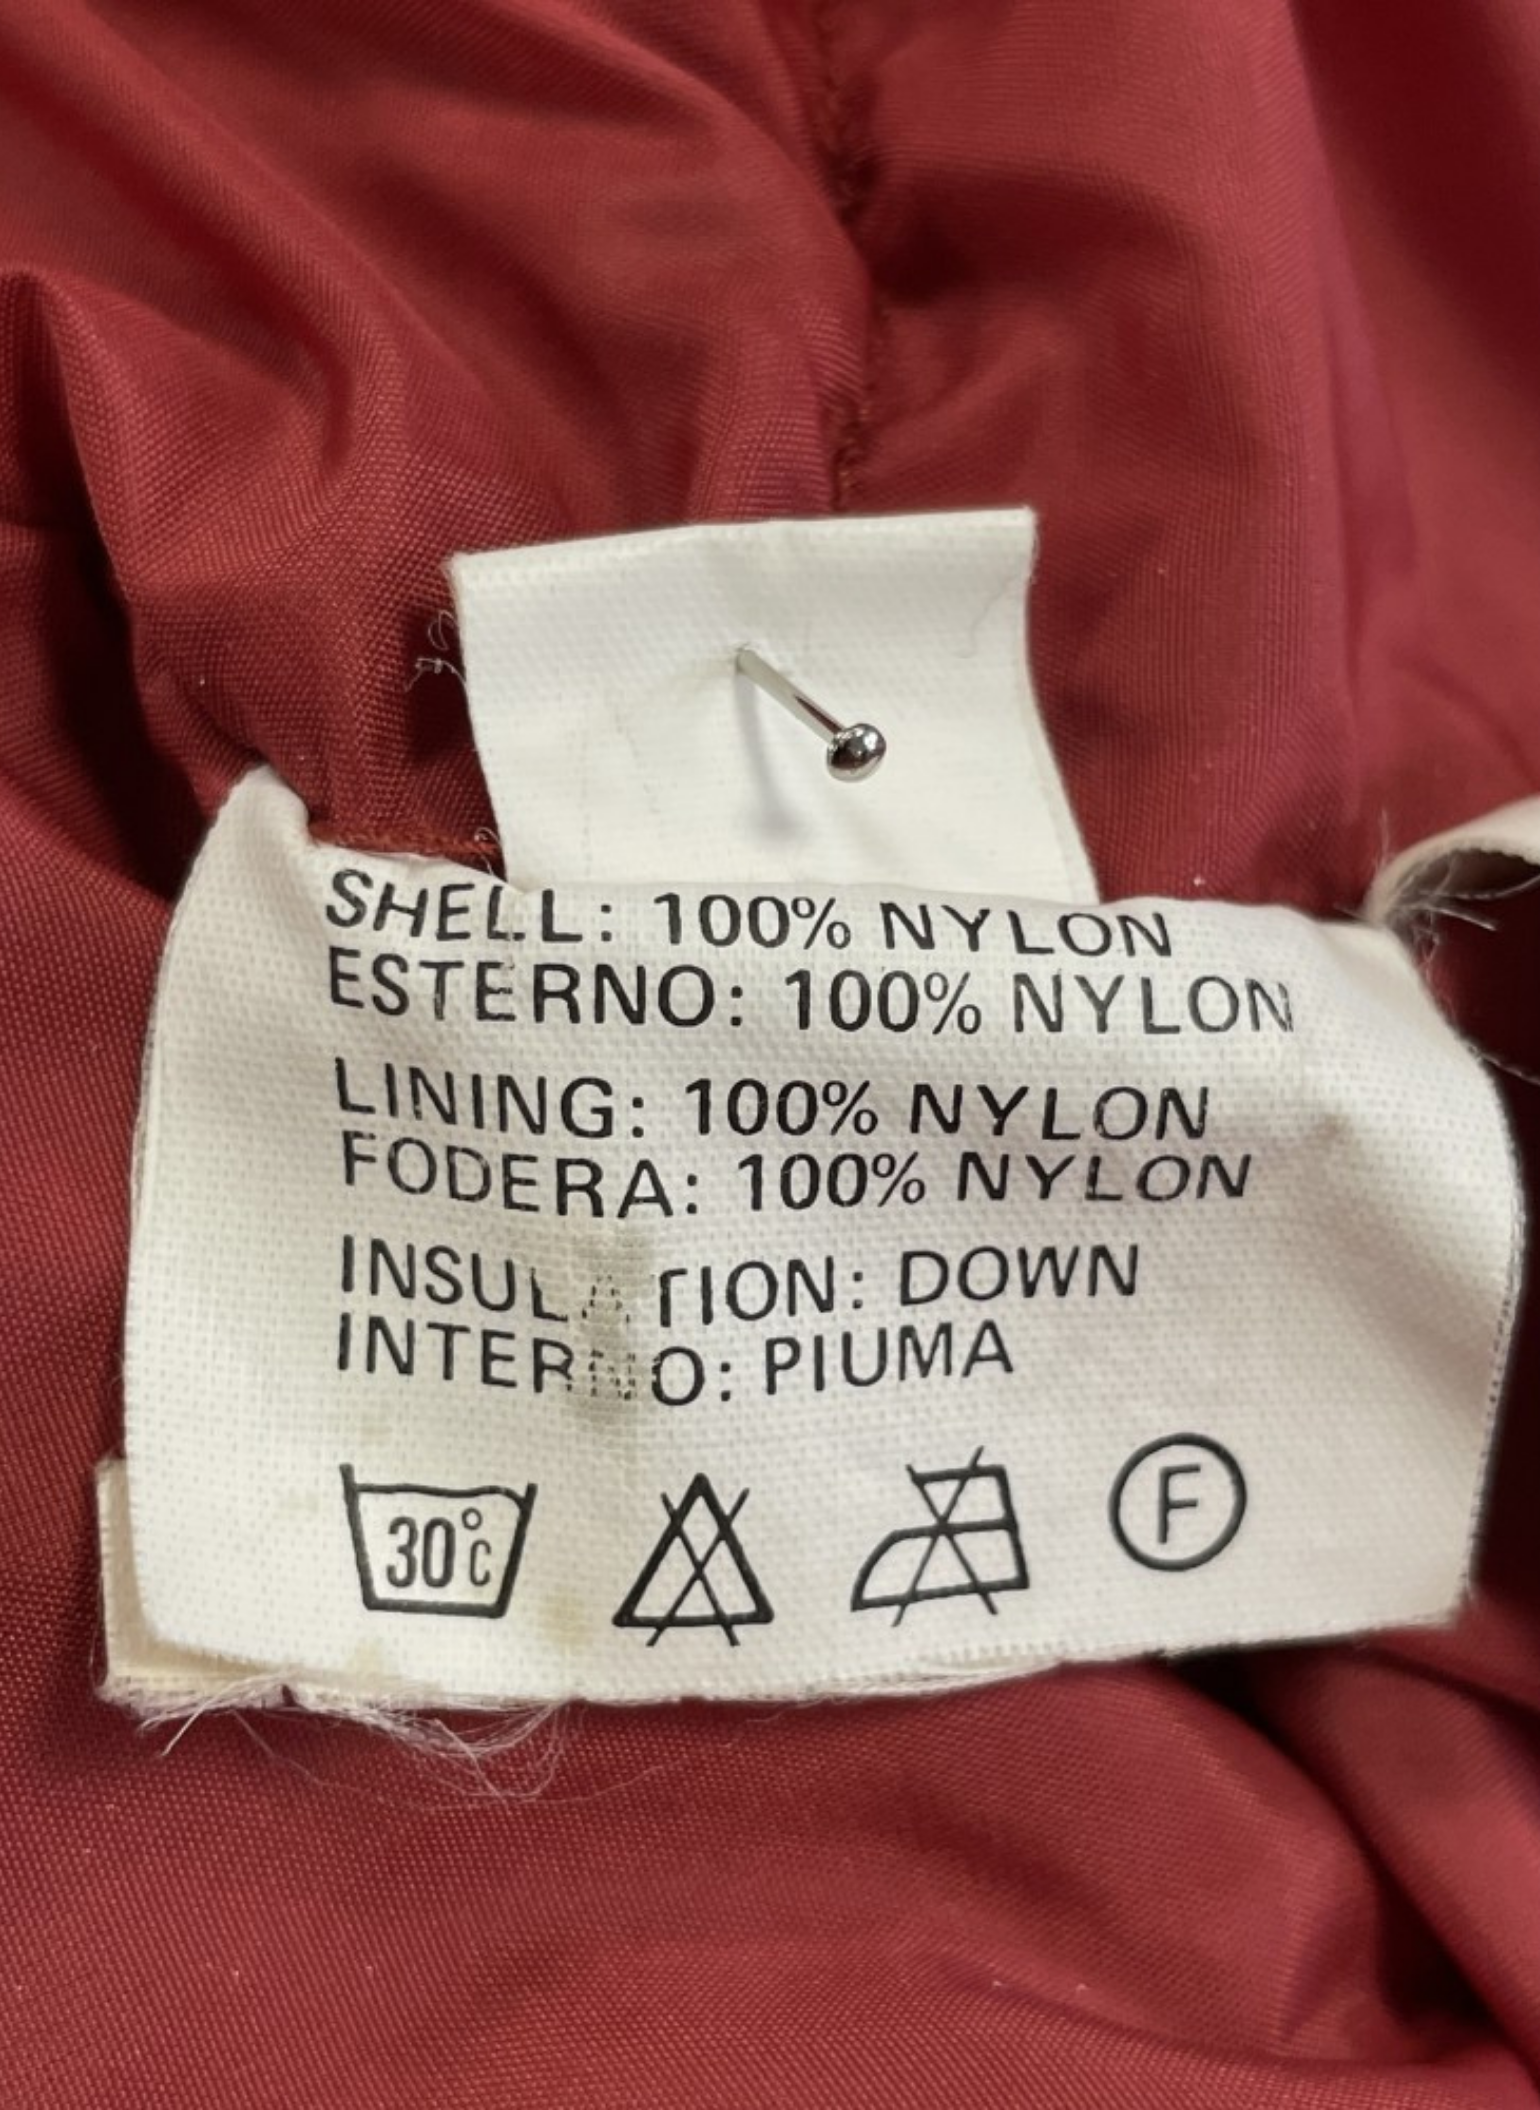 SHELL: 100% NYLON
ESTERNO: 100% NYLON
LINING: 100% NYLON
FODERA: 100% NYLON
INSULATION: DOWN
INTERNO: PIUMA
30°C F